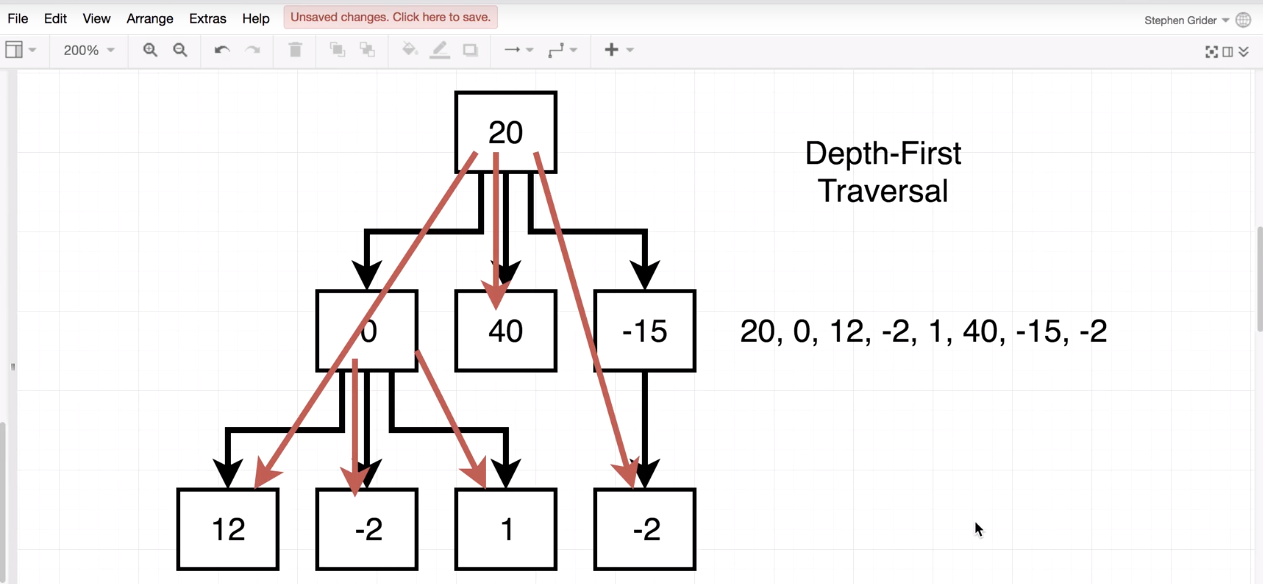 File Edit View Arrange Extras Help Unsaved changes. Click here to save. Stephen Grider
200%
20
Depth-First
Traversal
0 40 -15 20, 0, 12, -2, 1, 40, -15, -2
12 -2 1 -2